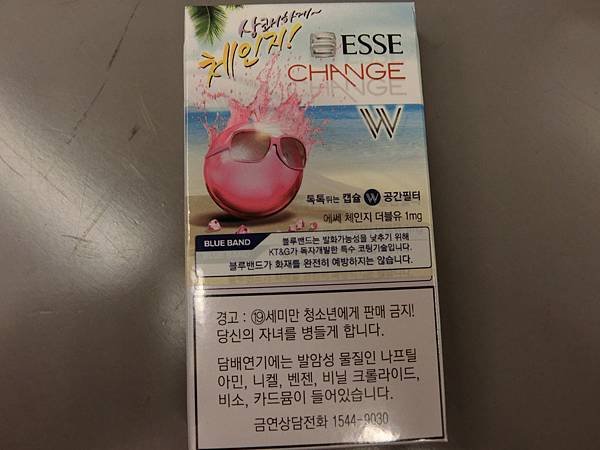 상쾌하게~
체인지!
ESSE
CHANGE
CHANGE
W
톡톡튀는 캡슐 W 공간필터
에쎄 체인지 더블유 1mg
BLUE BAND
블루밴드는 발화가능성을 낮추기 위해
KT&G가 독자개발한 특수 코팅기술입니다.
블루밴드가 화재를 완전히 예방하지는 않습니다.
경고 : ⑲세미만 청소년에게 판매 금지!
당신의 자녀를 병들게 합니다.
담배연기에는 발암성 물질인 나프틸
아민, 니켈, 벤젠, 비닐 크롤라이드,
비소, 카드뮴이 들어있습니다.
금연상담전화 1544-9030